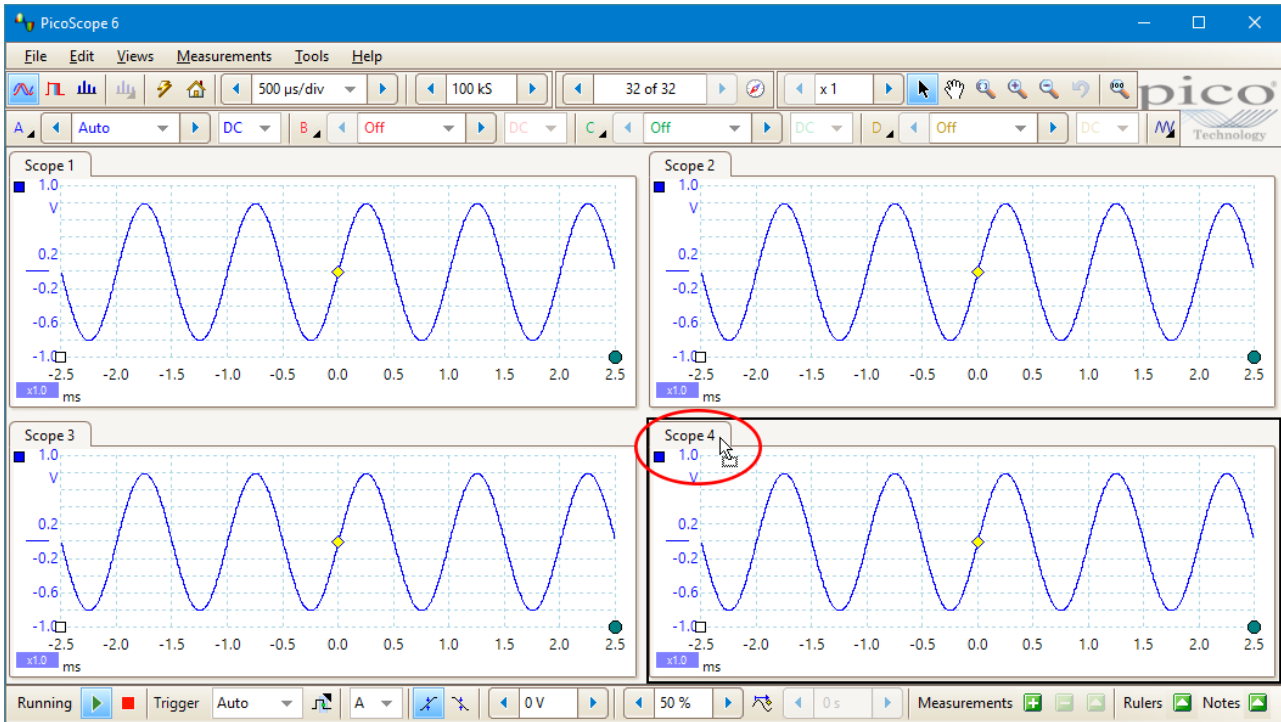 PicoScope 6
File Edit Views Measurements Tools Help
500 µs/div 100 kS 32 of 32 x 1
pico
Technology
A Auto DC B Off DC C Off DC D Off DC
Scope 1 Scope 2
1.0 1.0
V V
0.2 0.2
-0.2 -0.2
-0.6 -0.6
-1.0 -1.0
-2.5 -2.0 -1.5 -1.0 -0.5 0.0 0.5 1.0 1.5 2.0 2.5 -2.5 -2.0 -1.5 -1.0 -0.5 0.0 0.5 1.0 1.5 2.0 2.5
x1.0 ms x1.0 ms
Scope 3 Scope 4
1.0 1.0
V V
0.2 0.2
-0.2 -0.2
-0.6 -0.6
-1.0 -1.0
-2.5 -2.0 -1.5 -1.0 -0.5 0.0 0.5 1.0 1.5 2.0 2.5 -2.5 -2.0 -1.5 -1.0 -0.5 0.0 0.5 1.0 1.5 2.0 2.5
x1.0 ms x1.0 ms
Running Trigger Auto A 0 V 50 % 0 s Measurements Rulers Notes